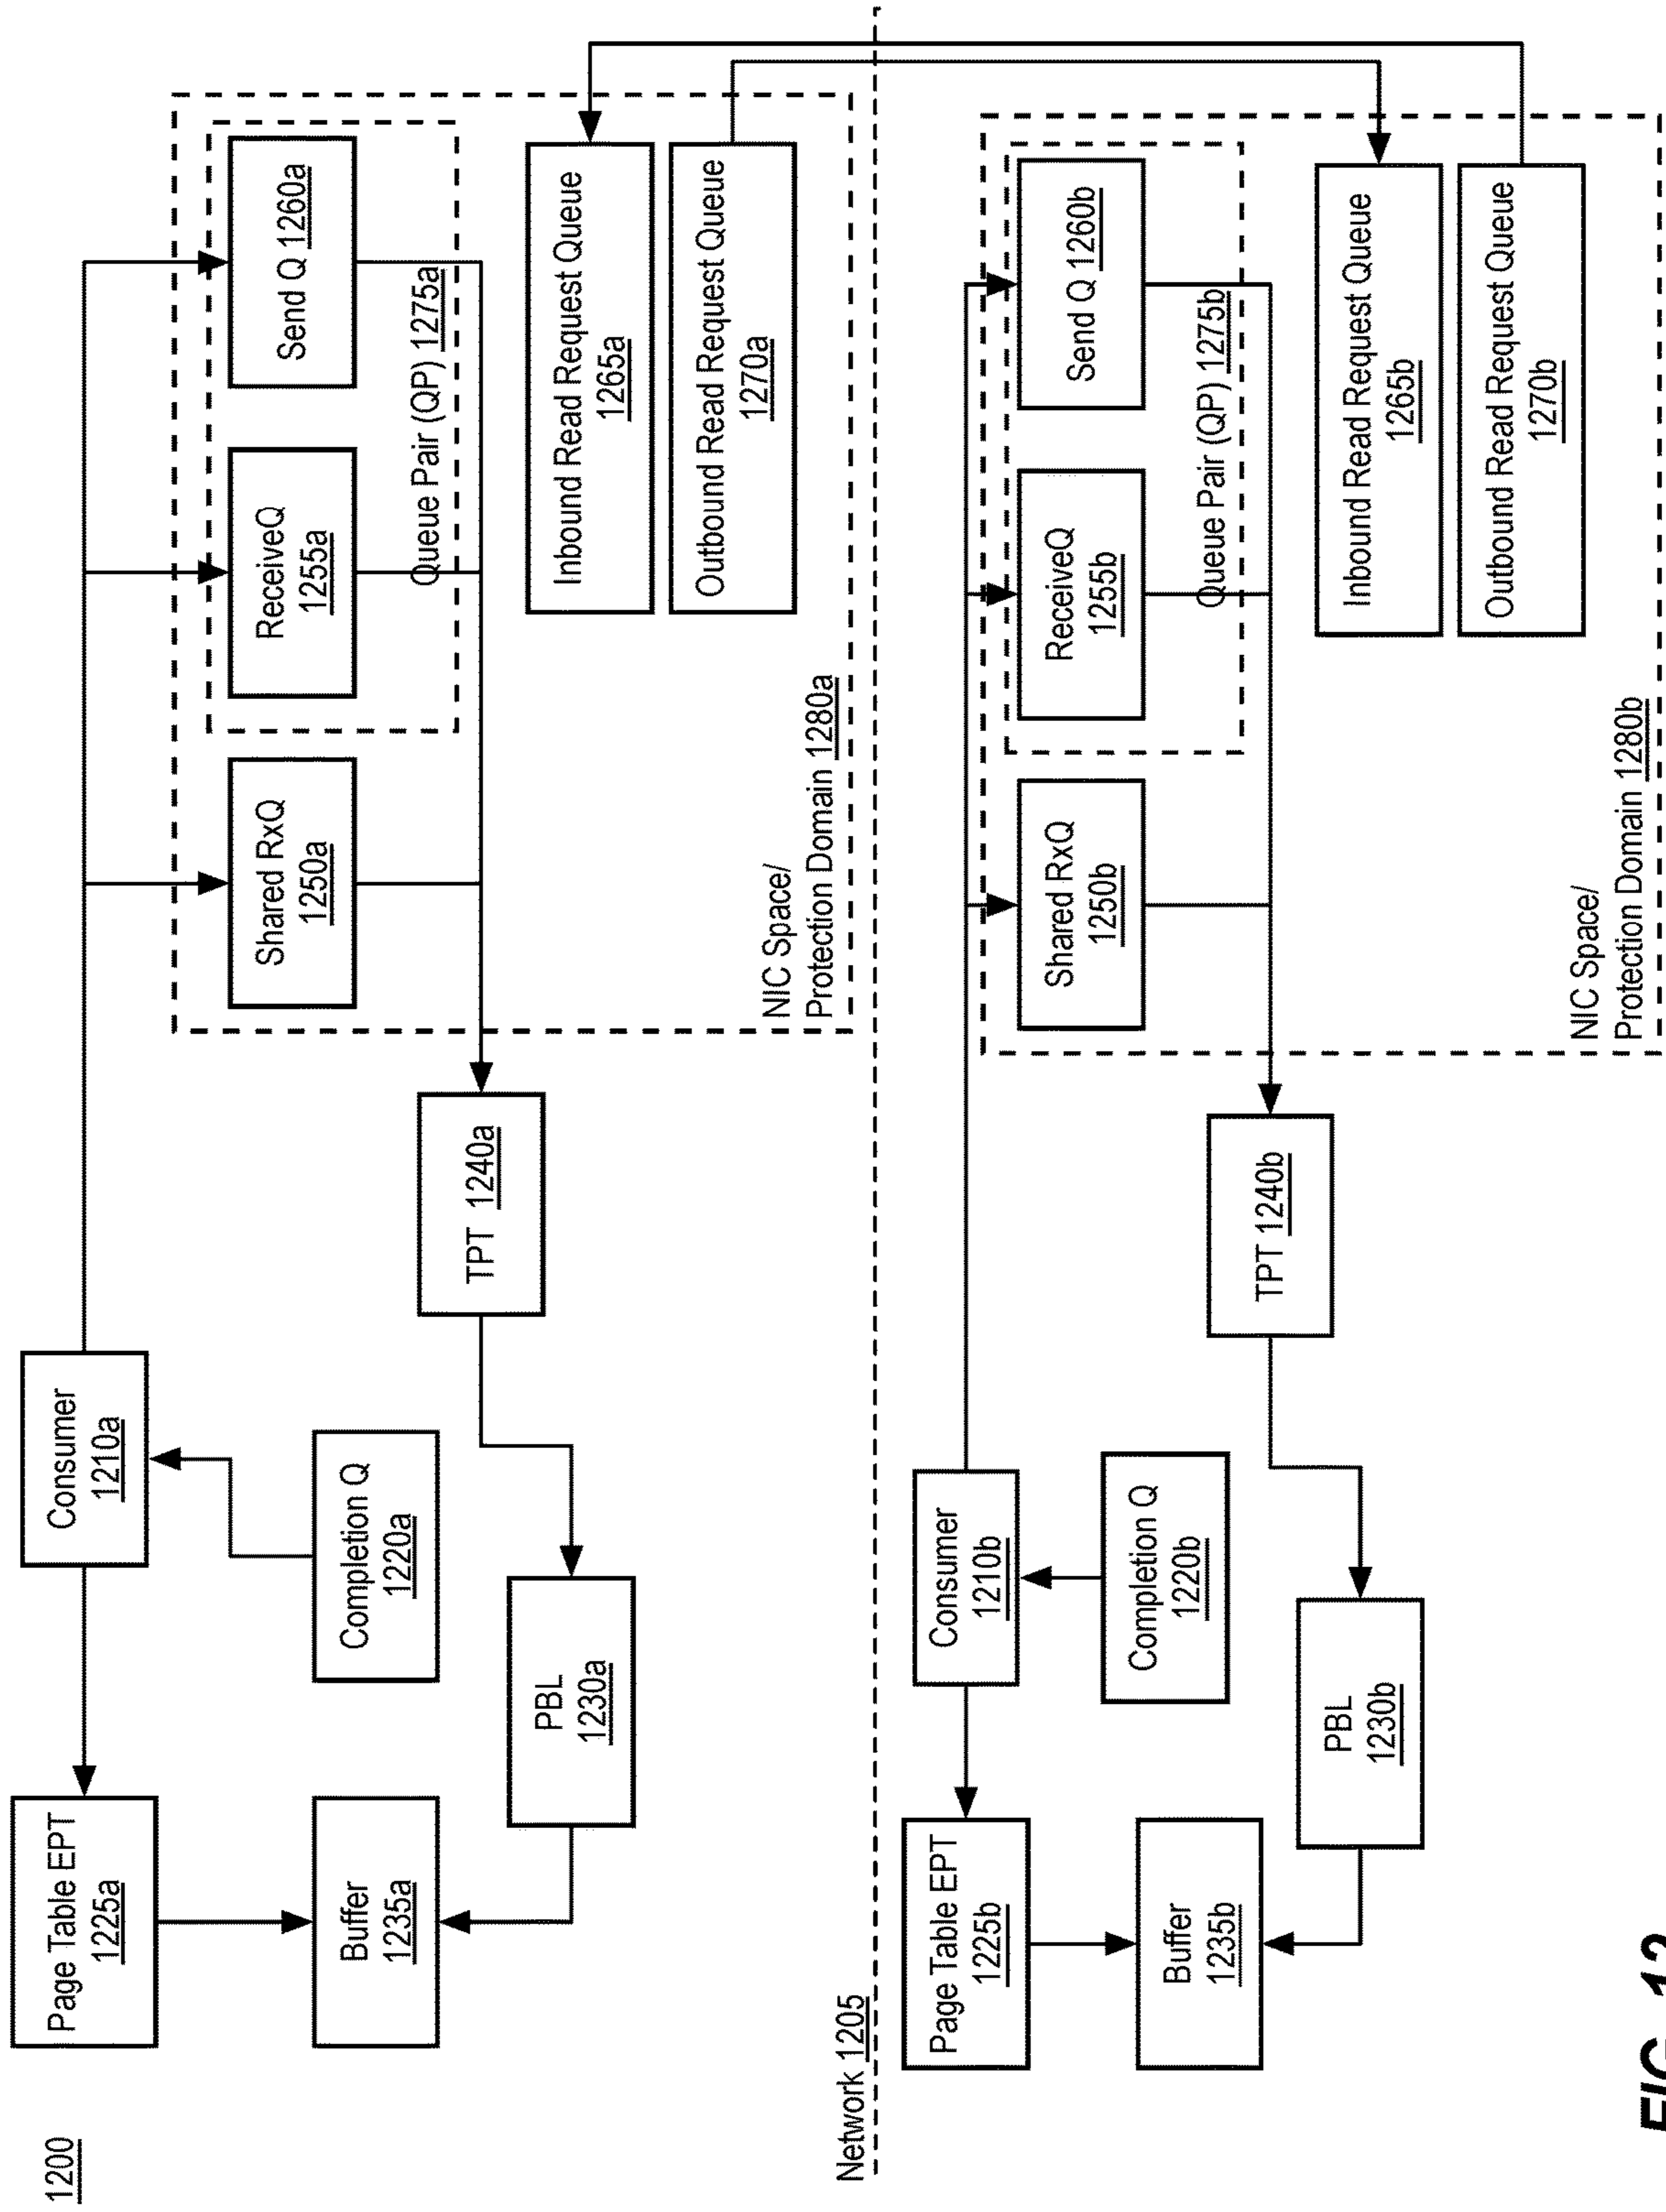 1200
Page Table EPT
1225a
Consumer
1210a
Buffer
1235a
Completion Q
1220a
PBL
1230a
TPT 1240a
Shared RxQ
1250a
ReceiveQ
1255a
Send Q 1260a
Queue Pair (QP) 1275a
Inbound Read Request Queue
1265a
Outbound Read Request Queue
1270a
NIC Space/
Protection Domain 1280a
Network 1205
Page Table EPT
1225b
Consumer
1210b
Buffer
1235b
Completion Q
1220b
PBL
1230b
TPT 1240b
Shared RxQ
1250b
ReceiveQ
1255b
Send Q 1260b
Queue Pair (QP) 1275b
Inbound Read Request Queue
1265b
Outbound Read Request Queue
1270b
NIC Space/
Protection Domain 1280b
FIG. 12